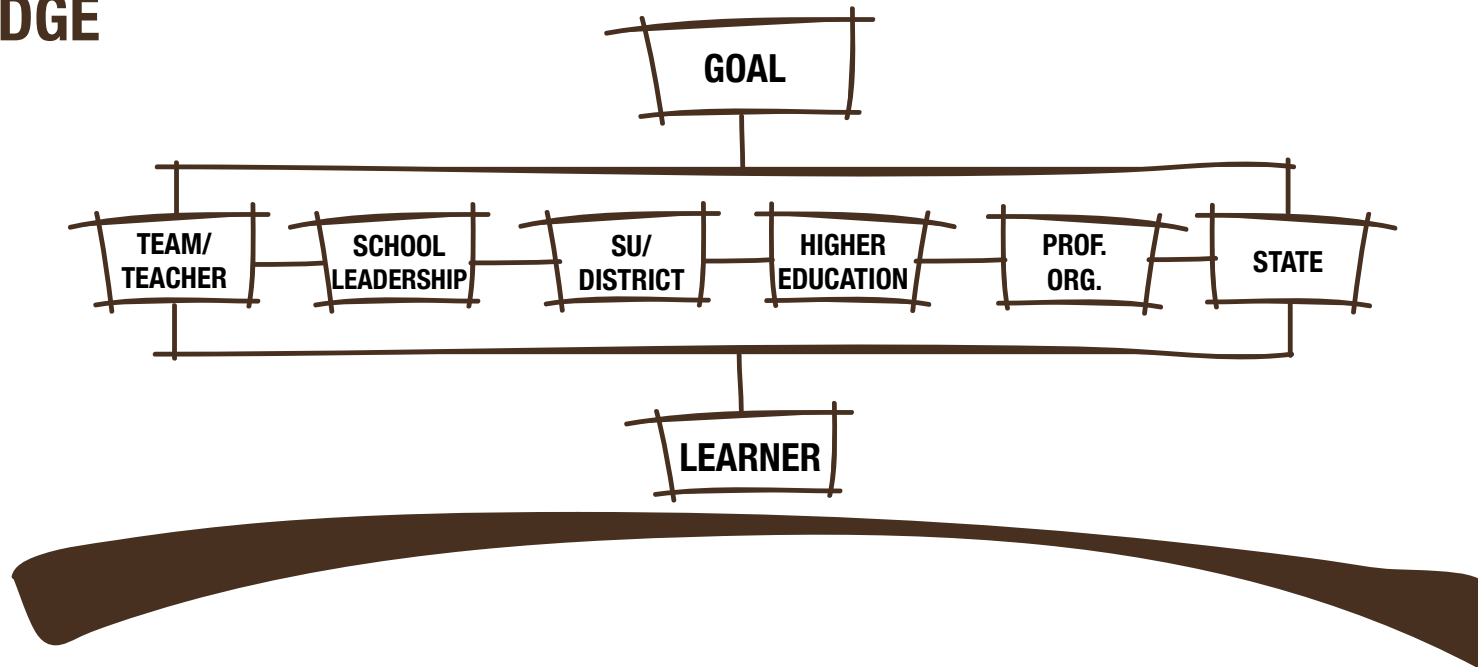 DGE
GOAL
TEAM/
TEACHER
SCHOOL
LEADERSHIP
SU/
DISTRICT
HIGHER
EDUCATION
PROF.
ORG.
STATE
LEARNER